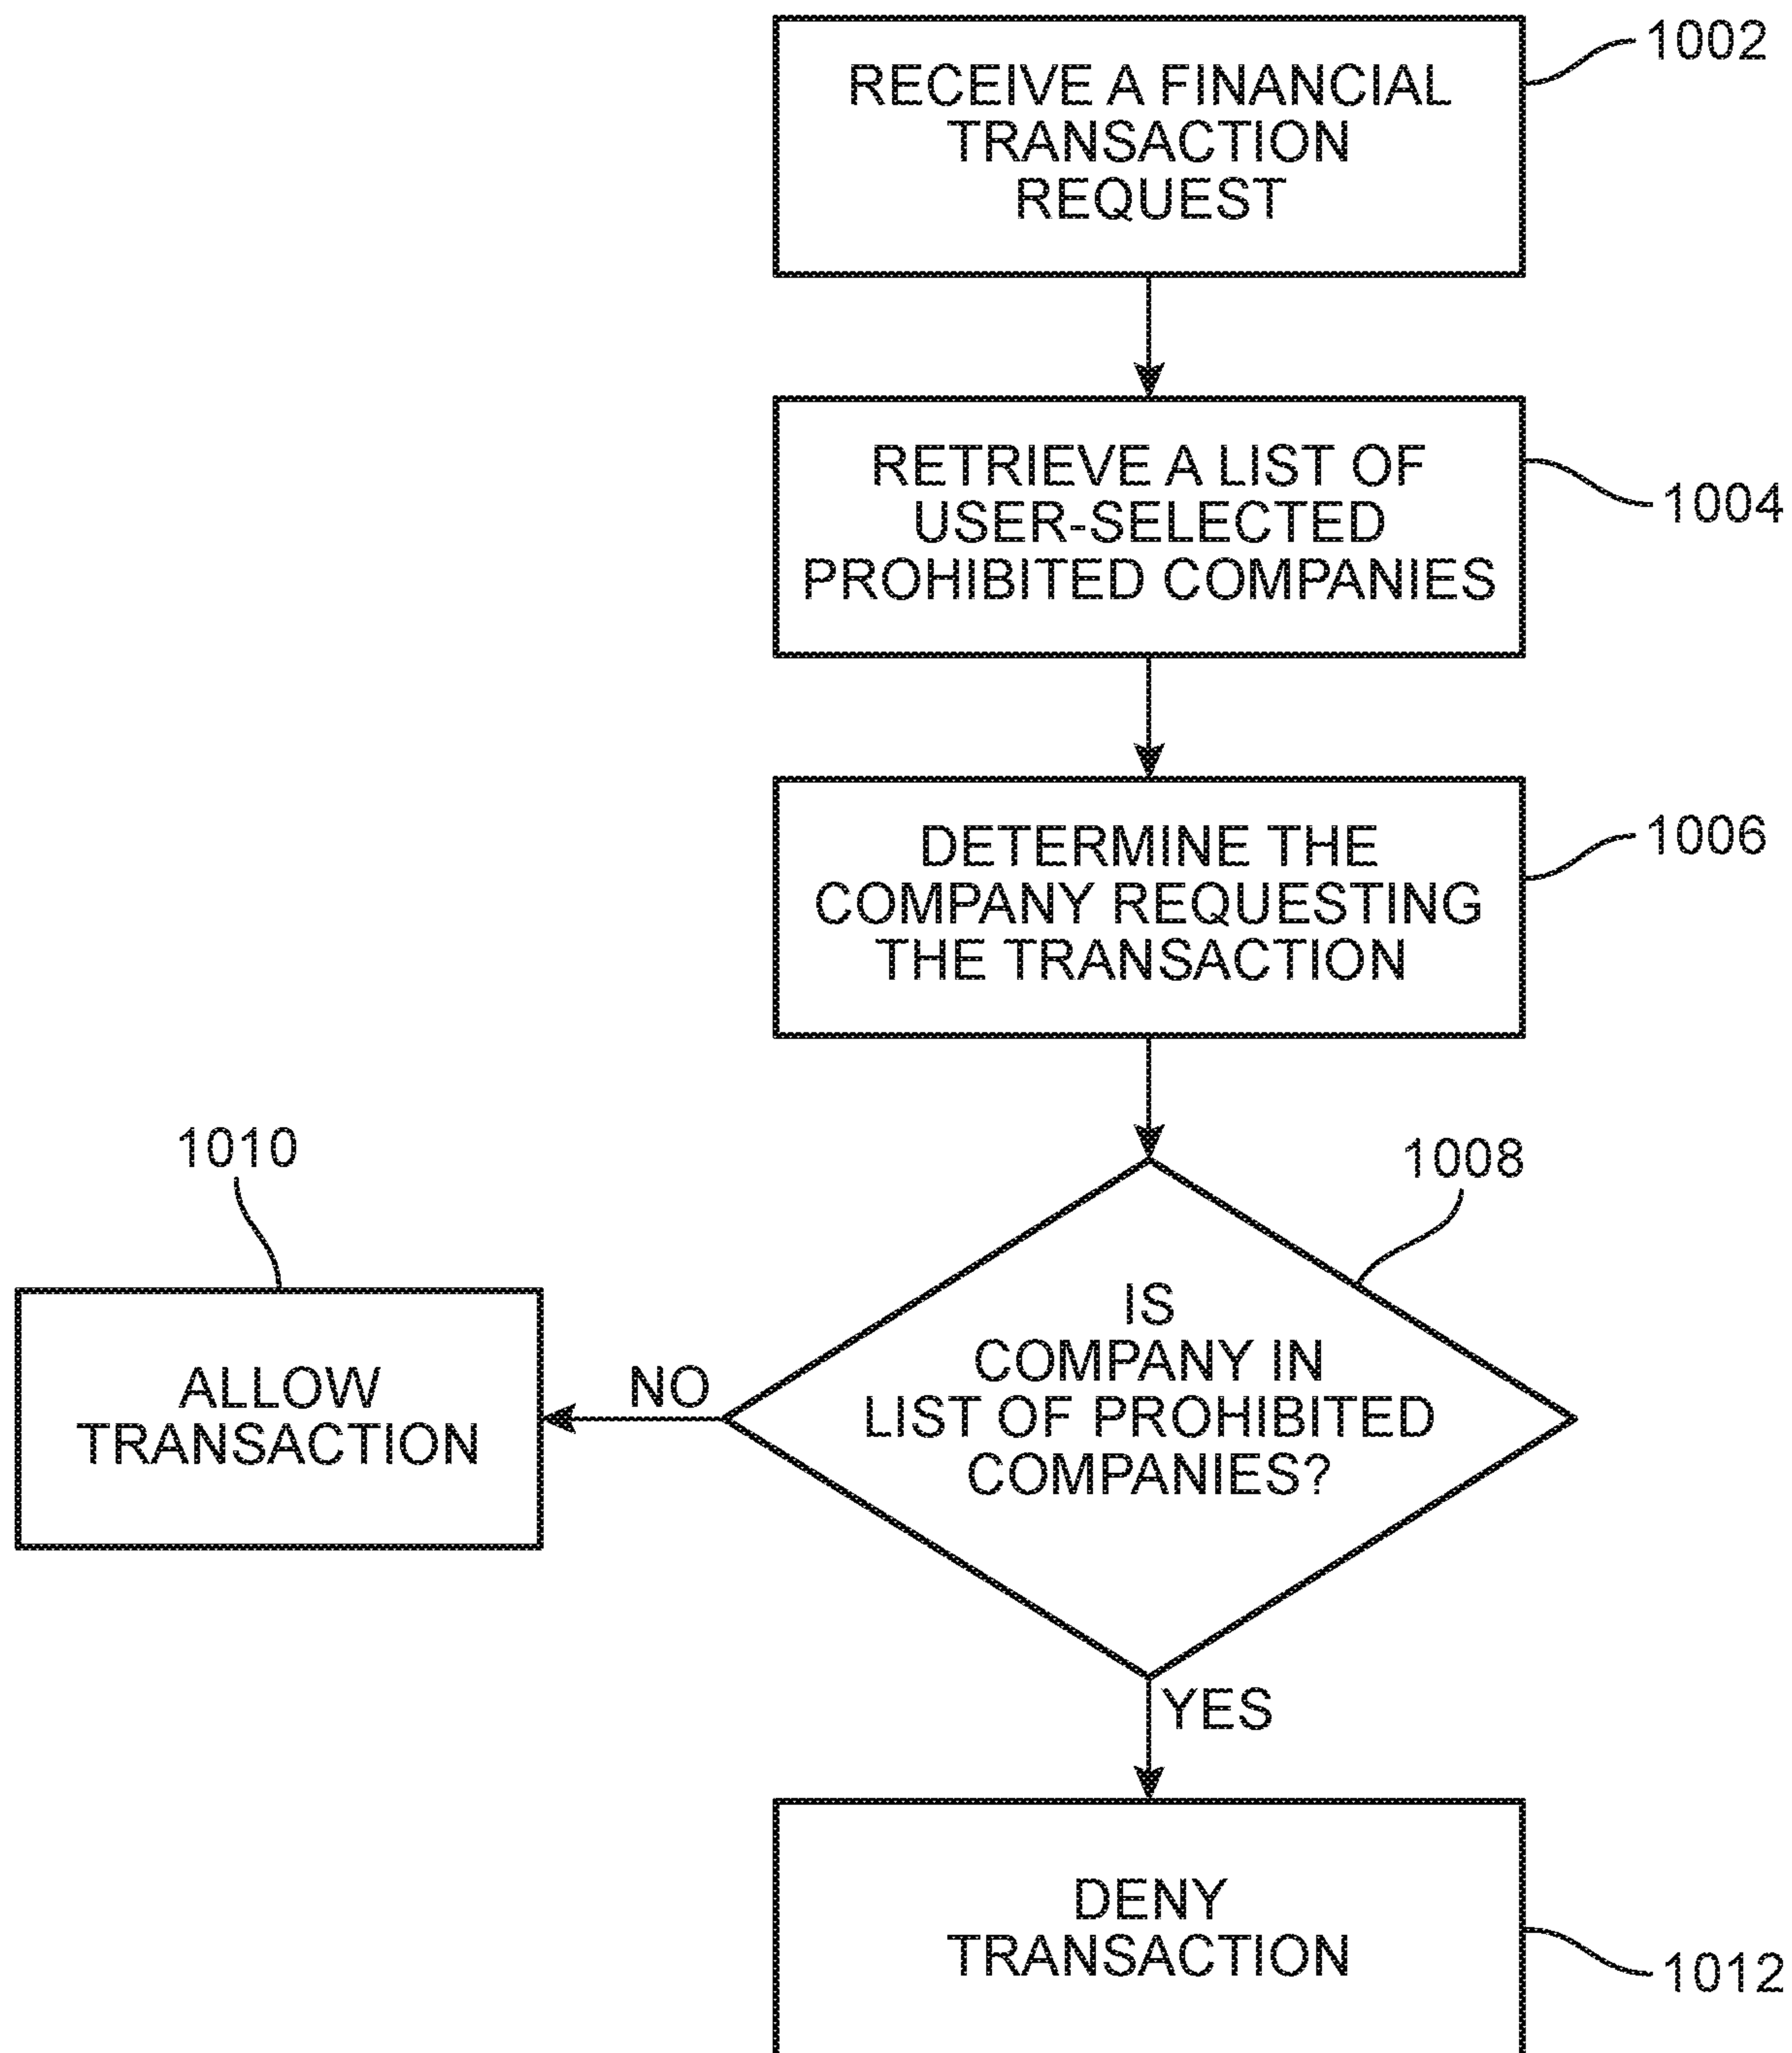 1002
RECEIVE A FINANCIAL
TRANSACTION
REQUEST
RETRIEVE A LIST OF
USER-SELECTED
PROHIBITED COMPANIES
1004
DETERMINE THE
COMPANY REQUESTING
THE TRANSACTION
1006
1010
1008
IS
COMPANY IN
LIST OF PROHIBITED
COMPANIES?
NO
ALLOW
TRANSACTION
YES
DENY
TRANSACTION
1012